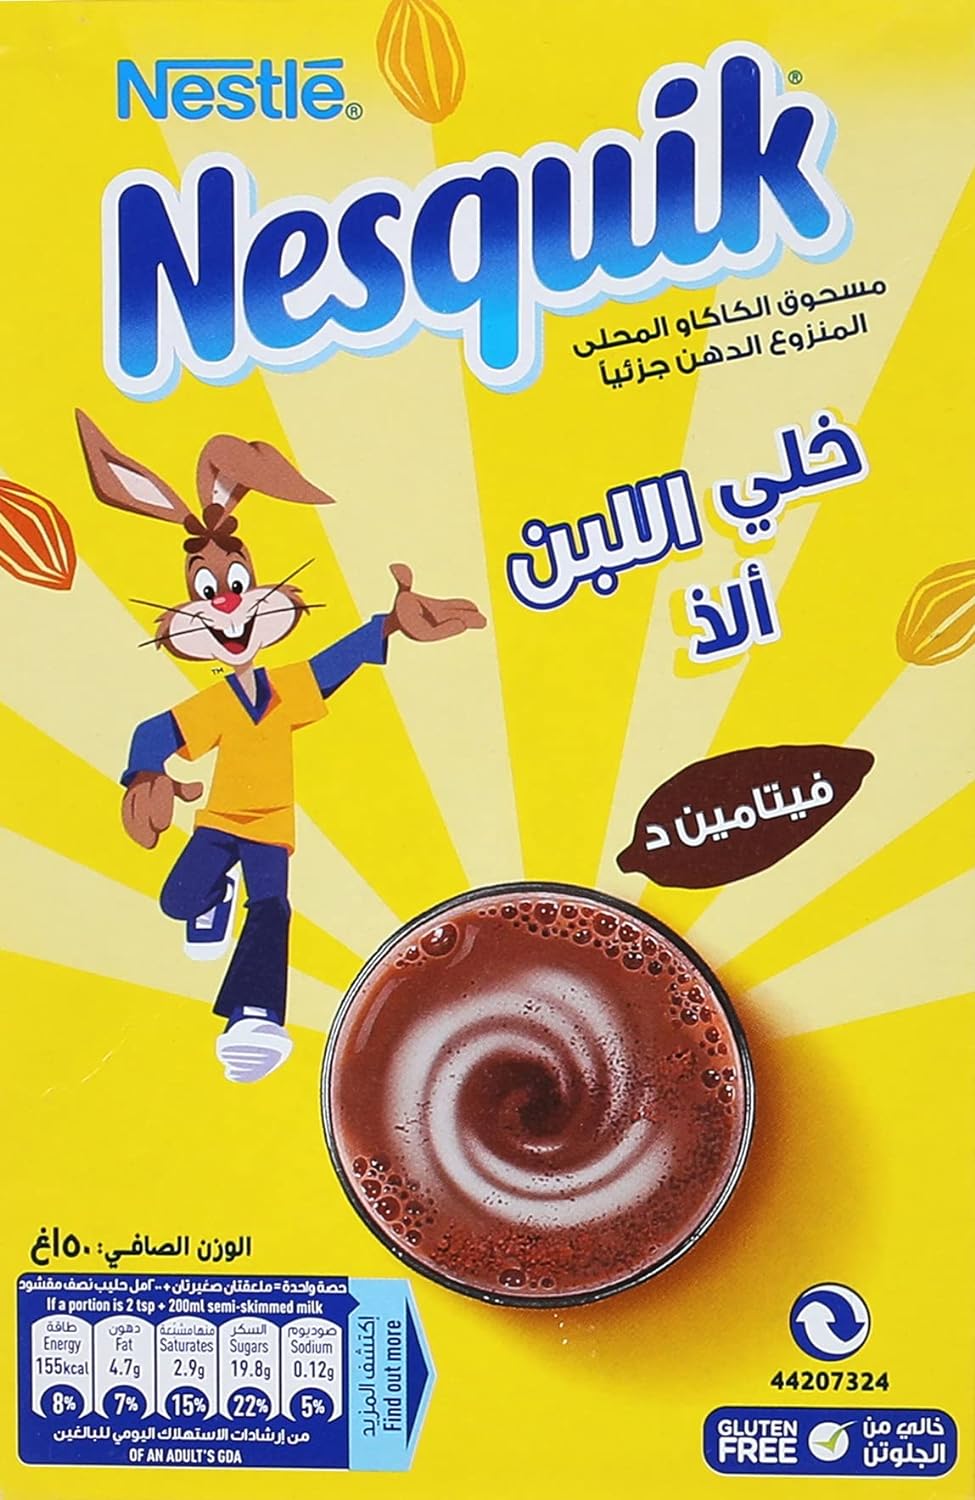 Nestlé®
Nesquik®
مسحوق الكاكاو المحلى
المنزوع الدهن جزئياً
خلي اللبن
ألذ
TM
فيتامين د
الوزن الصافي: ١٥٠غ
حصة واحدة = ملعقتان صغيرتان + ٢٠٠مل حليب نصف مقشود
If a portion is 2 tsp + 200ml semi-skimmed milk
طاقة دهون منها مشبعة السكر صوديوم
Energy Fat Saturates Sugars Sodium
155kcal 4.7g 2.9g 19.8g 0.12g
8% 7% 15% 22% 5%
من إرشادات الاستهلاك اليومي للبالغين
OF AN ADULT'S GDA
إكتشف المزيد
Find out more
44207324
GLUTEN FREE
خالي من
الجلوتن